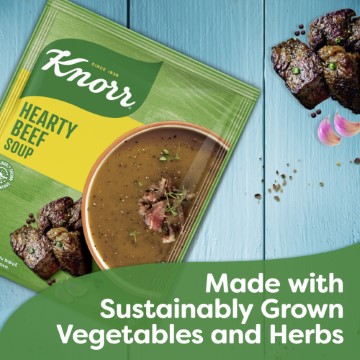 SINCE 1838
Knorr
HEARTY
BEEF
SOUP
Made with
Sustainably Grown
Vegetables and Herbs